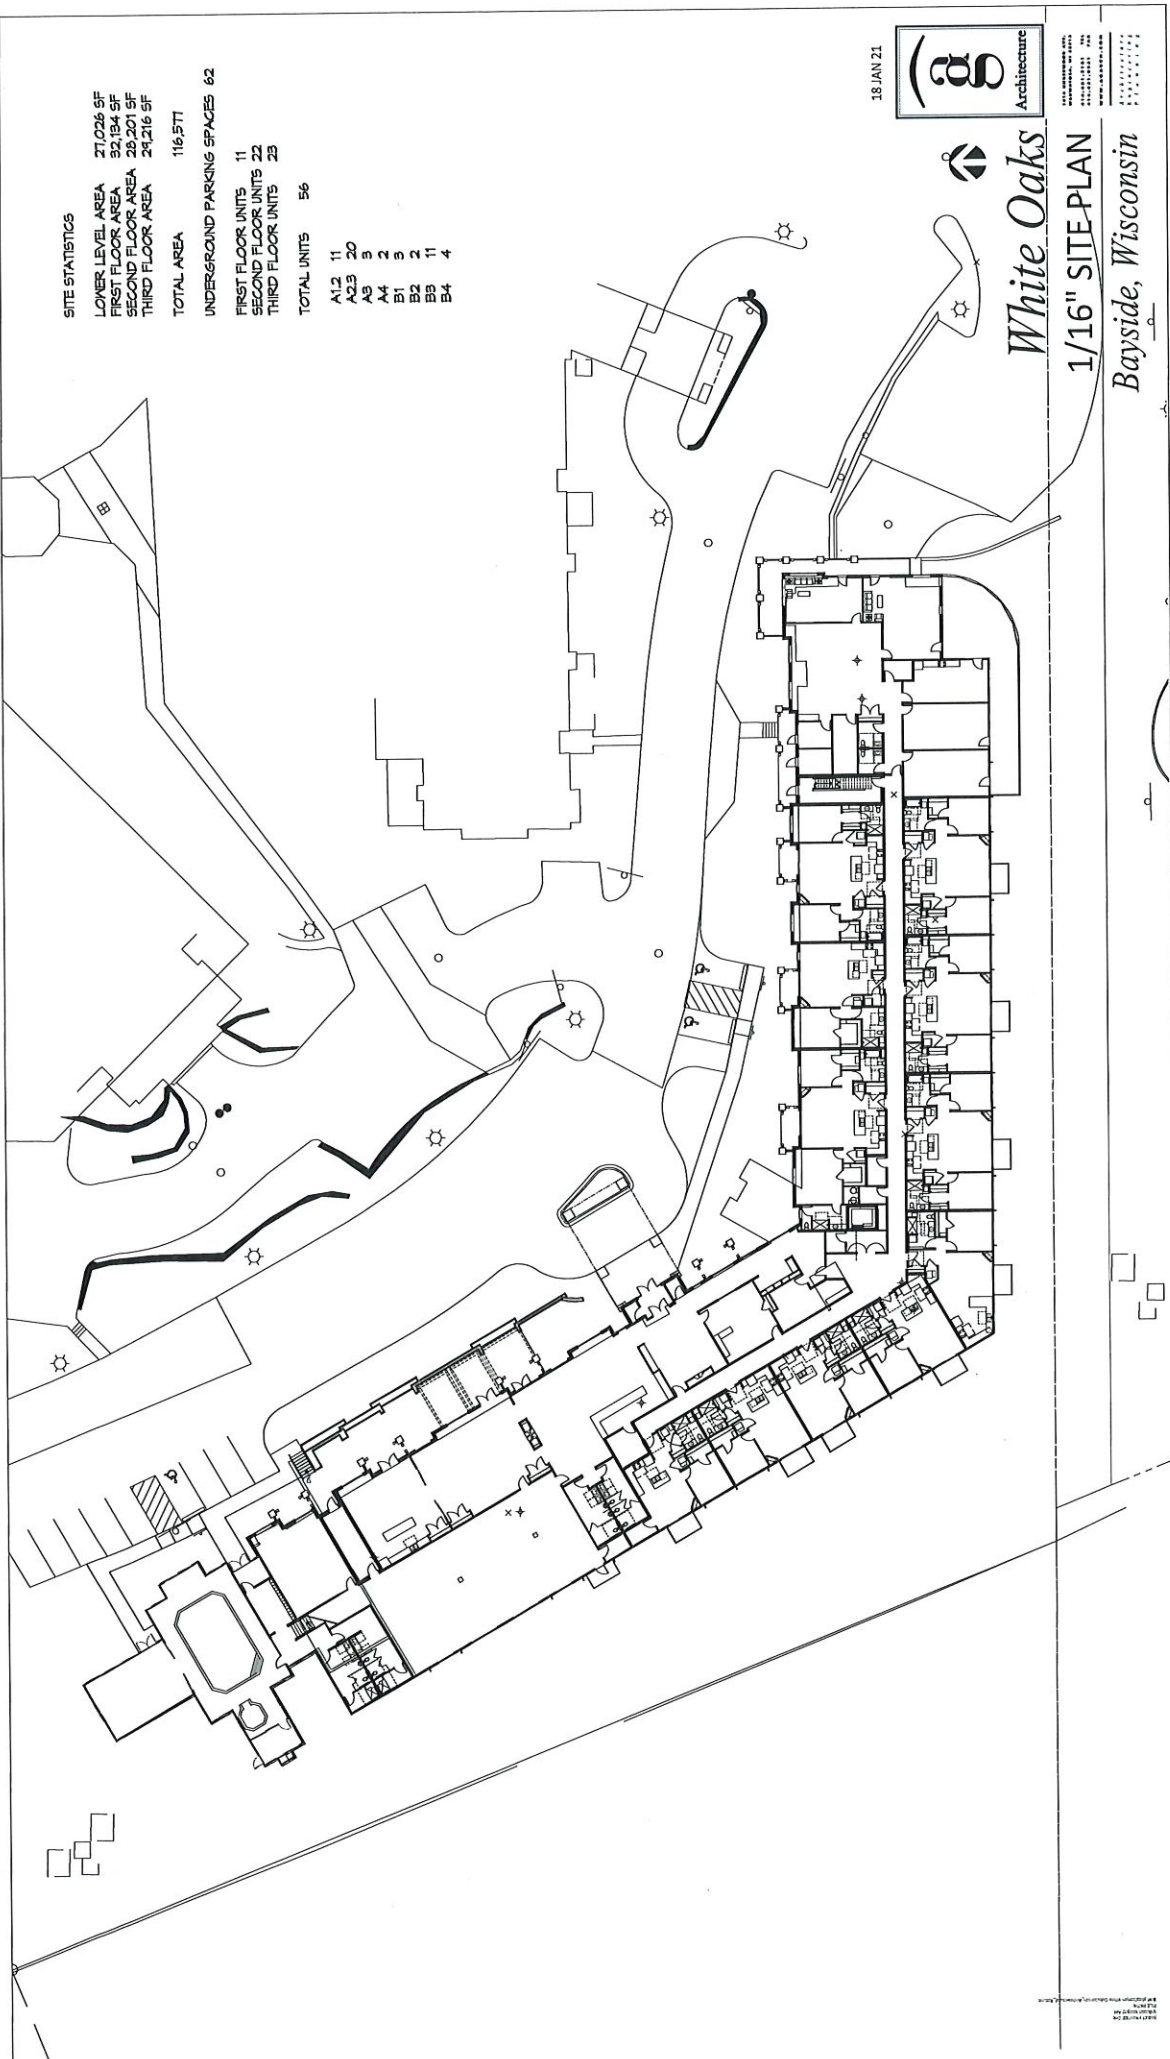 SITE STATISTICS
LOWER LEVEL AREA 27,026 SF
FIRST FLOOR AREA 32,134 SF
SECOND FLOOR AREA 28,201 SF
THIRD FLOOR AREA 29,216 SF
TOTAL AREA 116,577
UNDERGROUND PARKING SPACES 62
FIRST FLOOR UNITS 11
SECOND FLOOR UNITS 22
THIRD FLOOR UNITS 23
TOTAL UNITS 56
A1.2 11
A2.3 20
A3 3
A4 2
B1 3
B2 2
B3 11
B4 4
18 JAN 21
ag
Architecture
White Oaks
1/16" SITE PLAN
Bayside, Wisconsin